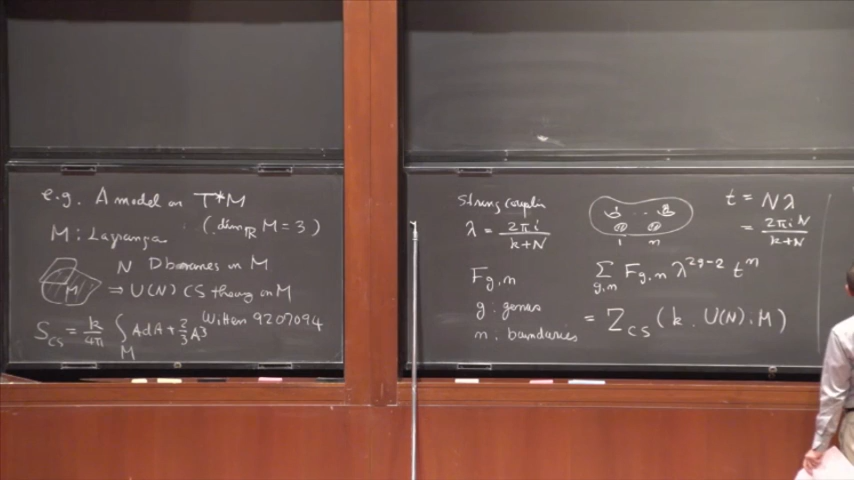 e.g. A model on T*M
(dim_ℝ M = 3)
M : Lagrangian
N D branes on M
M
⇒ U(N) CS theory on M
S_CS = k/4π ∫_M AdA + 2/3 A³
Witten 9207094
string coupling
λ = 2πi / (k+N)
F_g,n
g : genus
n : boundaries
1 n
t = Nλ
= 2πiN / (k+N)
Σ_g,n F_g,n λ^{2g-2} t^n
= Z_CS (k, U(N), M)